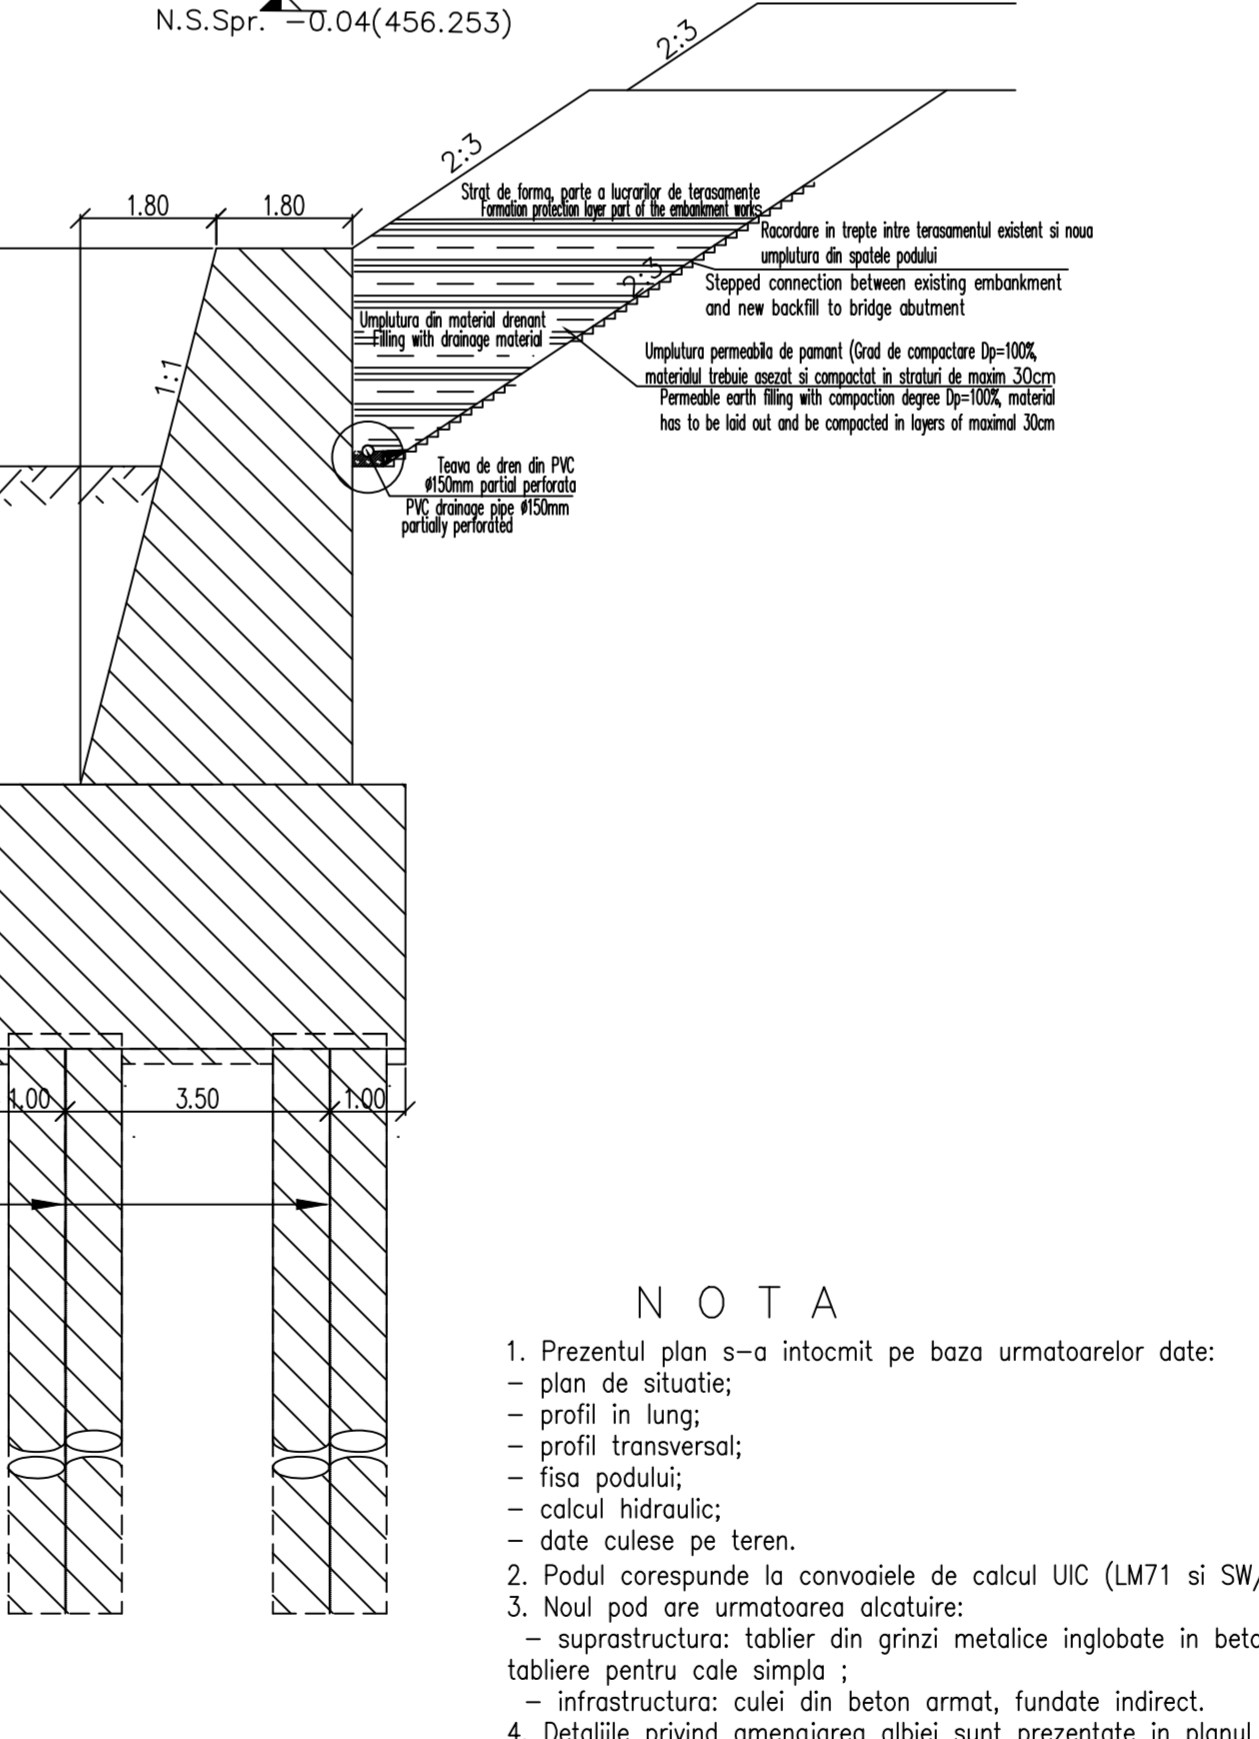 N.S.Spr. -0.04(456.253)
2:3
2:3
1.80
1.80
Strat de forma, parte a lucrarilor de terasamente
Formation protection layer part of the embankment works
Racordare in trepte intre terasamentul existent si noua
umplutura din spatele podului
Stepped connection between existing embankment
and new backfill to bridge abutment
2:3
Umplutura din material drenant
Filling with drainage material
1:1
Umplutura permeabila de pamant (Grad de compactare Dp=100%,
materialul trebuie asezat si compactat in straturi de maxim 30cm
Permeable earth filling with compaction degree Dp=100%, material
has to be laid out and be compacted in layers of maximal 30cm
Teava de dren din PVC
ø150mm partial perforata
PVC drainage pipe ø150mm
partially perforated
1.00
3.50
1.00
N O T A
1. Prezentul plan s-a intocmit pe baza urmatoarelor date:
- plan de situatie;
- profil in lung;
- profil transversal;
- fisa podului;
- calcul hidraulic;
- date culese pe teren.
2. Podul corespunde la convoaiele de calcul UIC (LM71 si SW/
3. Noul pod are urmatoarea alcatuire:
- suprastructura: tablier din grinzi metalice inglobate in beto
tabliere pentru cale simpla ;
- infrastructura: culei din beton armat, fundate indirect.
4. Detaliile privind amenajarea albiei sunt prezentate in planul